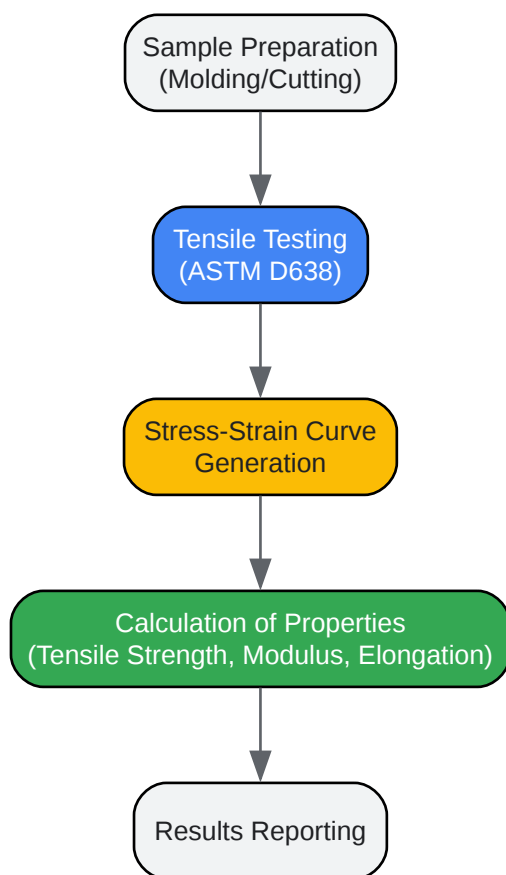 Sample Preparation
(Molding/Cutting)
Tensile Testing
(ASTM D638)
Stress-Strain Curve
Generation
Calculation of Properties
(Tensile Strength, Modulus, Elongation)
Results Reporting